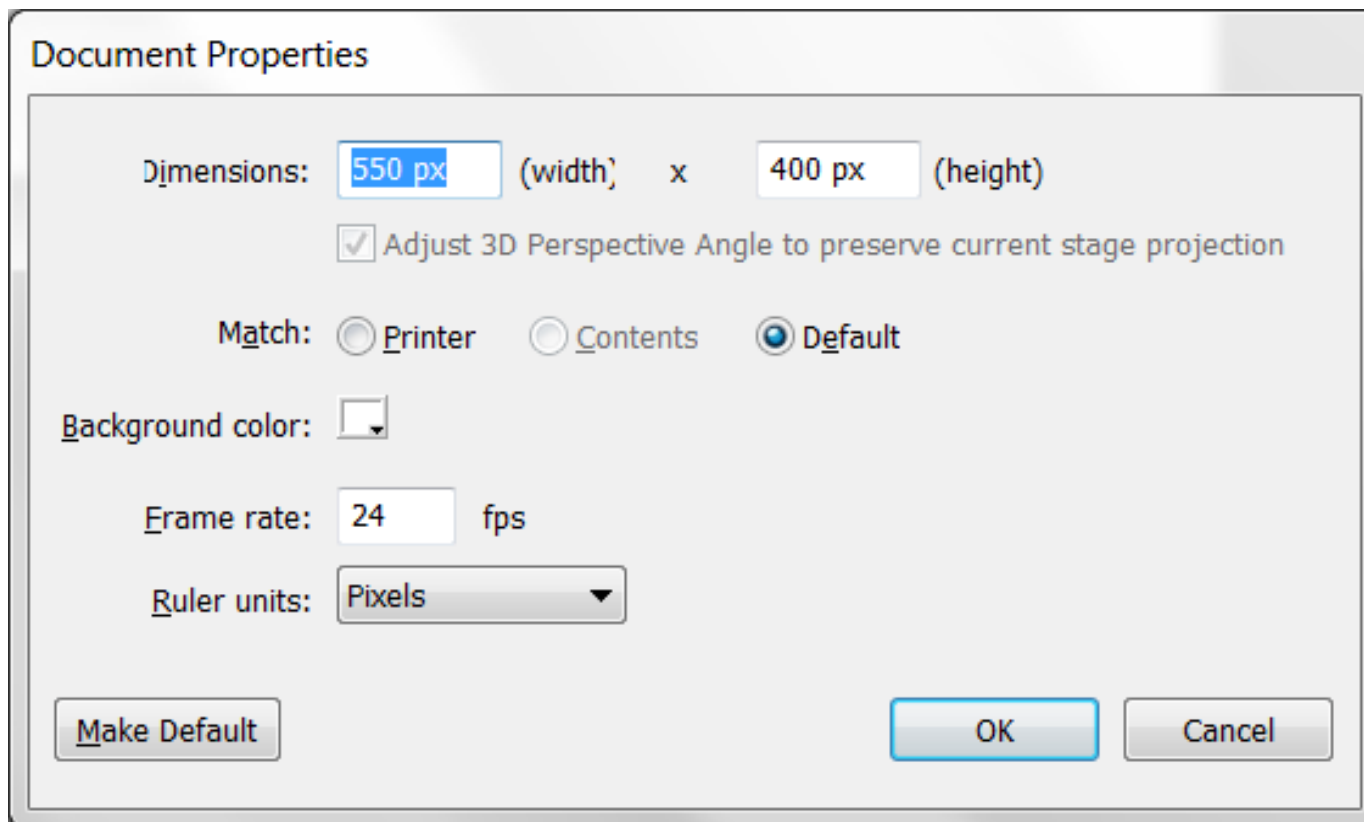 Document Properties
Dimensions: 550 px (width) x 400 px (height)
Adjust 3D Perspective Angle to preserve current stage projection
Match: Printer Contents Default
Background color:
Frame rate: 24 fps
Ruler units: Pixels
Make Default OK Cancel